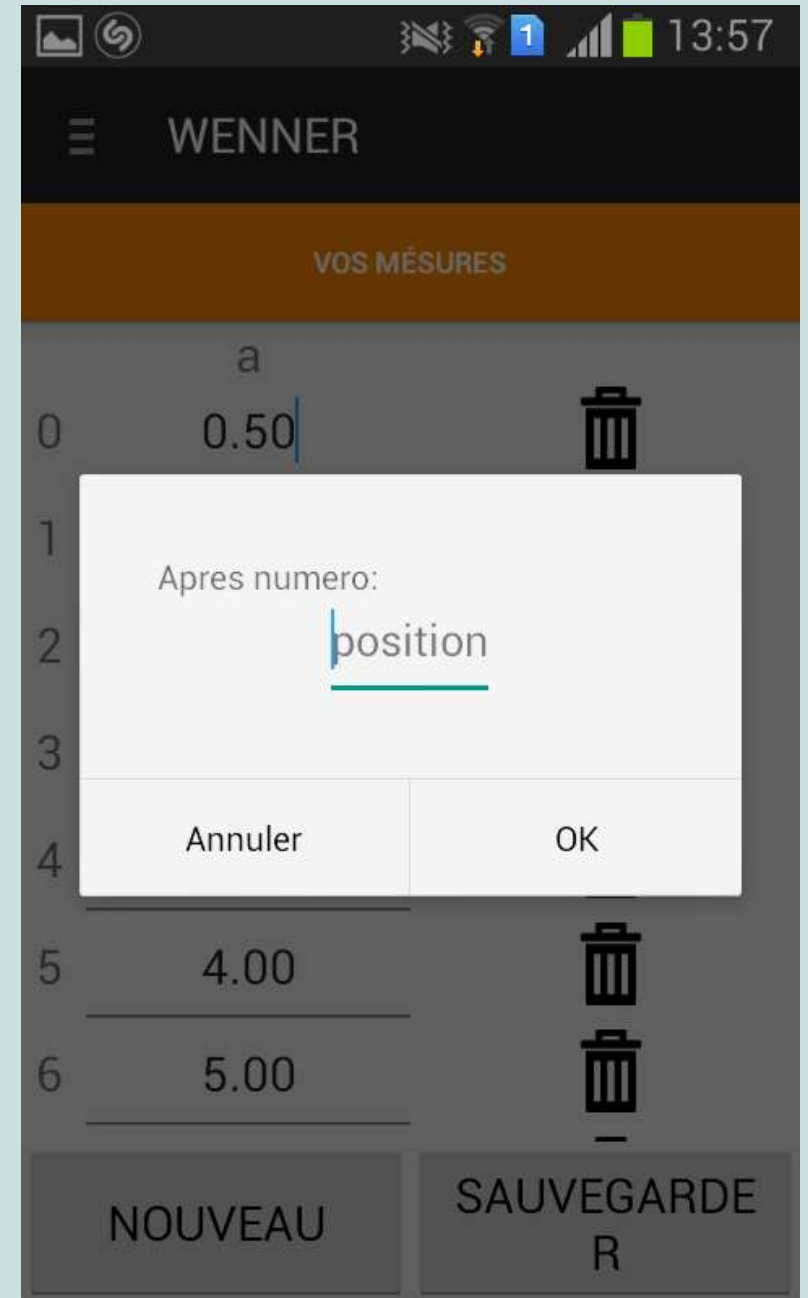 1 13:57
WENNER
VOS MÉSURES
a
0 0.50
1
Apres numero:
2
position
3
Annuler OK
4
5 4.00
6 5.00
NOUVEAU
SAUVEGARDE
R